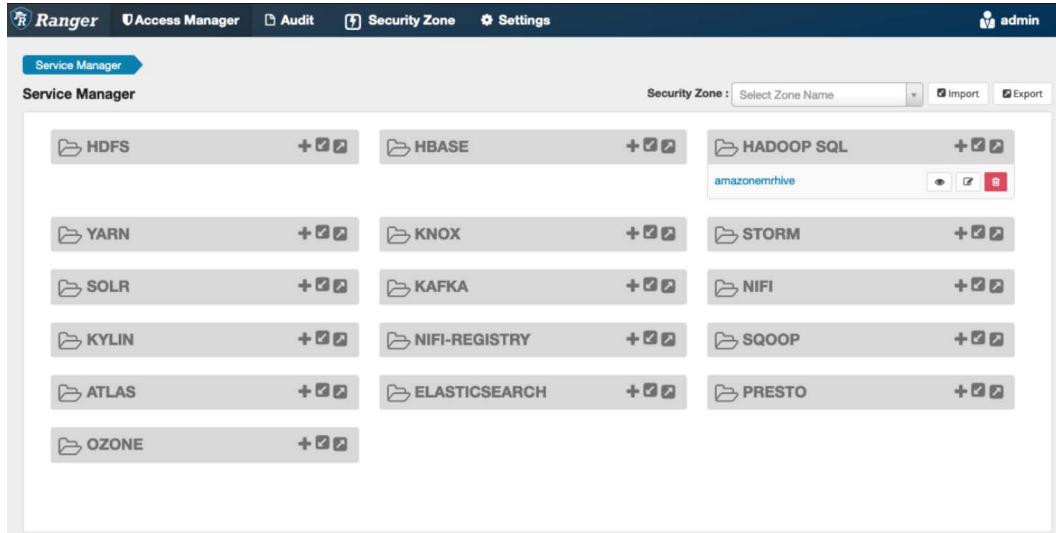 Ranger Access Manager Audit Security Zone Settings admin
Service Manager
Service Manager Security Zone : Select Zone Name Import Export
HDFS HBASE HADOOP SQL
amazonemrhive
YARN KNOX STORM
SOLR KAFKA NIFI
KYLIN NIFI-REGISTRY SQOOP
ATLAS ELASTICSEARCH PRESTO
OZONE